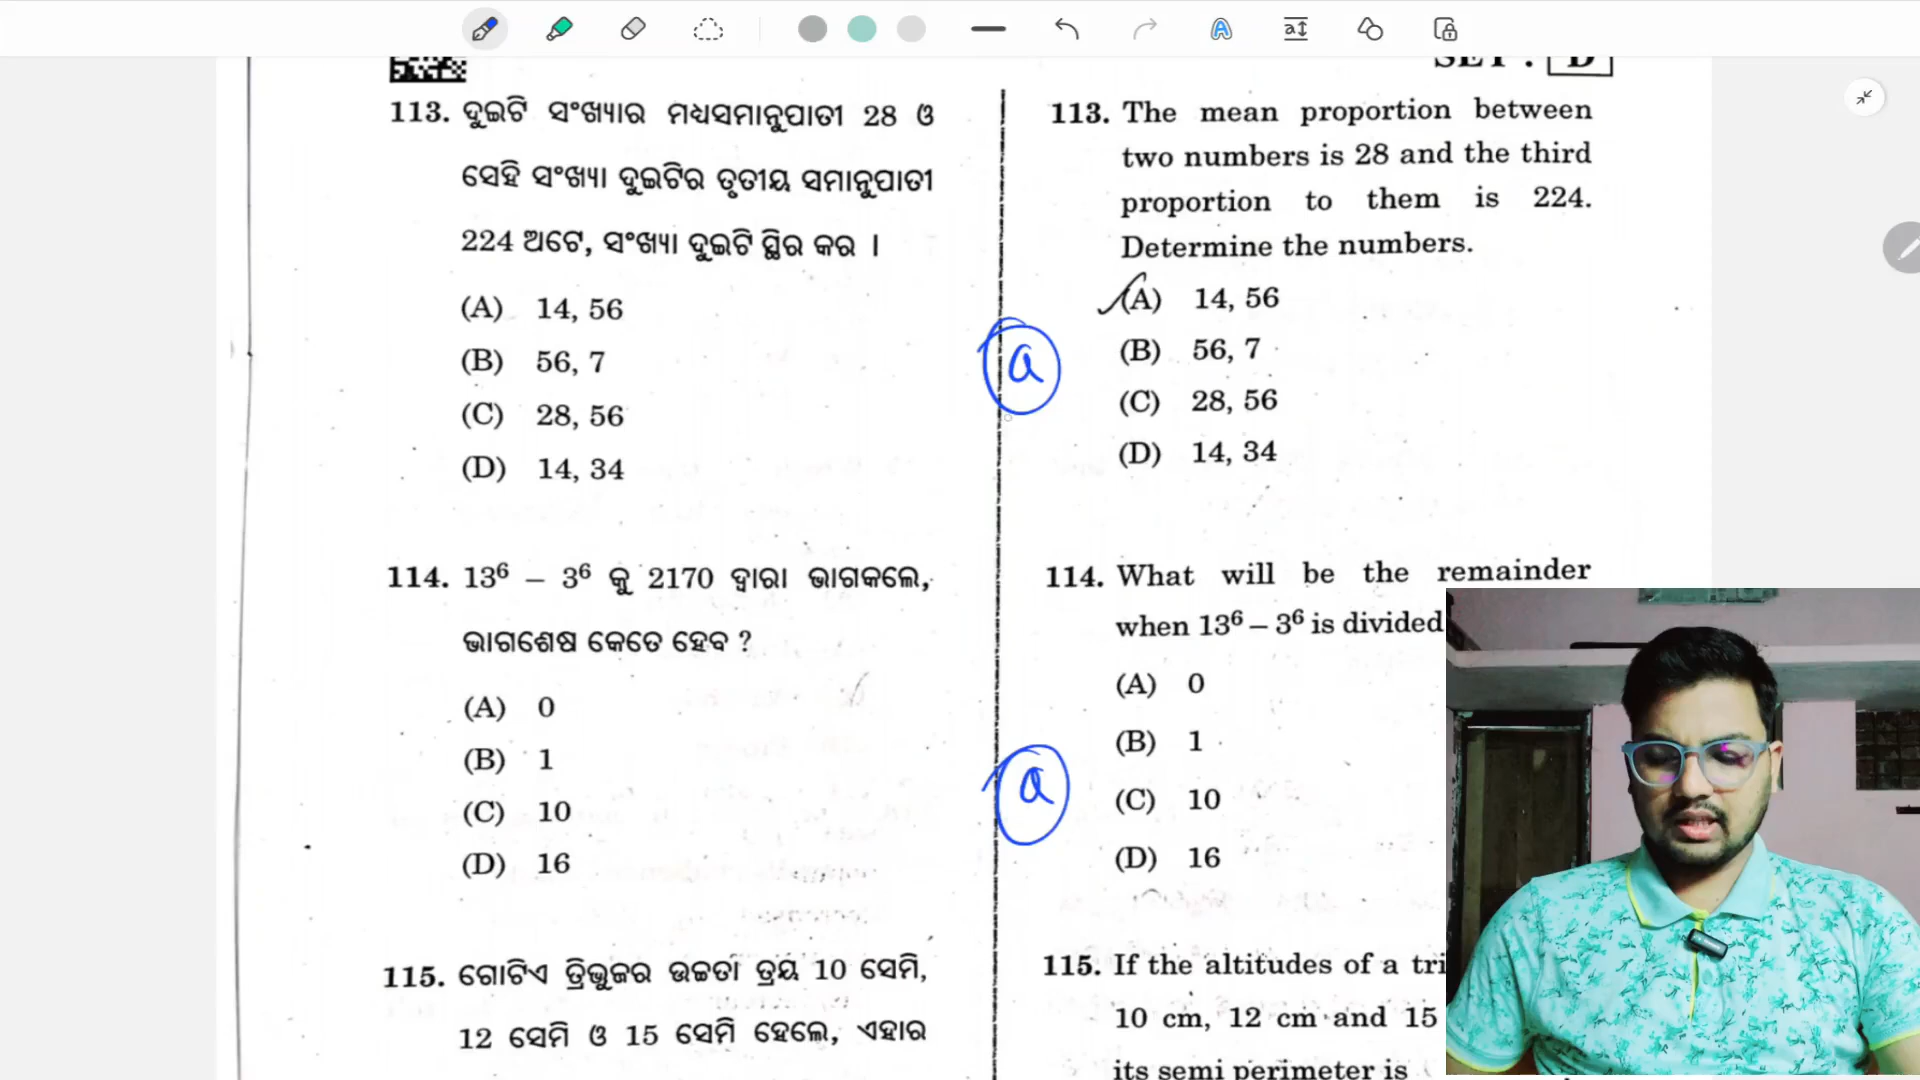 113. ଦୁଇଟି ସଂଖ୍ୟାର ମଧ୍ୟସମାନୁପାତୀ 28 ଓ
ସେହି ସଂଖ୍ୟା ଦୁଇଟିର ତୃତୀୟ ସମାନୁପାତୀ
224 ଅଟେ, ସଂଖ୍ୟା ଦୁଇଟି ସ୍ଥିର କର ।
(A) 14, 56
(B) 56, 7
(C) 28, 56
(D) 14, 34
114. 13⁶ – 3⁶ କୁ 2170 ଦ୍ୱାରା ଭାଗକଲେ,
ଭାଗଶେଷ କେତେ ହେବ ?
(A) 0
(B) 1
(C) 10
(D) 16
115. ଗୋଟିଏ ତ୍ରିଭୁଜର ଉଚ୍ଚତା ତ୍ରୟ 10 ସେମି,
12 ସେମି ଓ 15 ସେମି ହେଲେ, ଏହାର
a
a
SET : D
113. The mean proportion between
two numbers is 28 and the third
proportion to them is 224.
Determine the numbers.
(A) 14, 56
(B) 56, 7
(C) 28, 56
(D) 14, 34
114. What will be the remainder
when 13⁶ – 3⁶ is divided
(A) 0
(B) 1
(C) 10
(D) 16
115. If the altitudes of a tri
10 cm, 12 cm and 15
its semi perimeter is